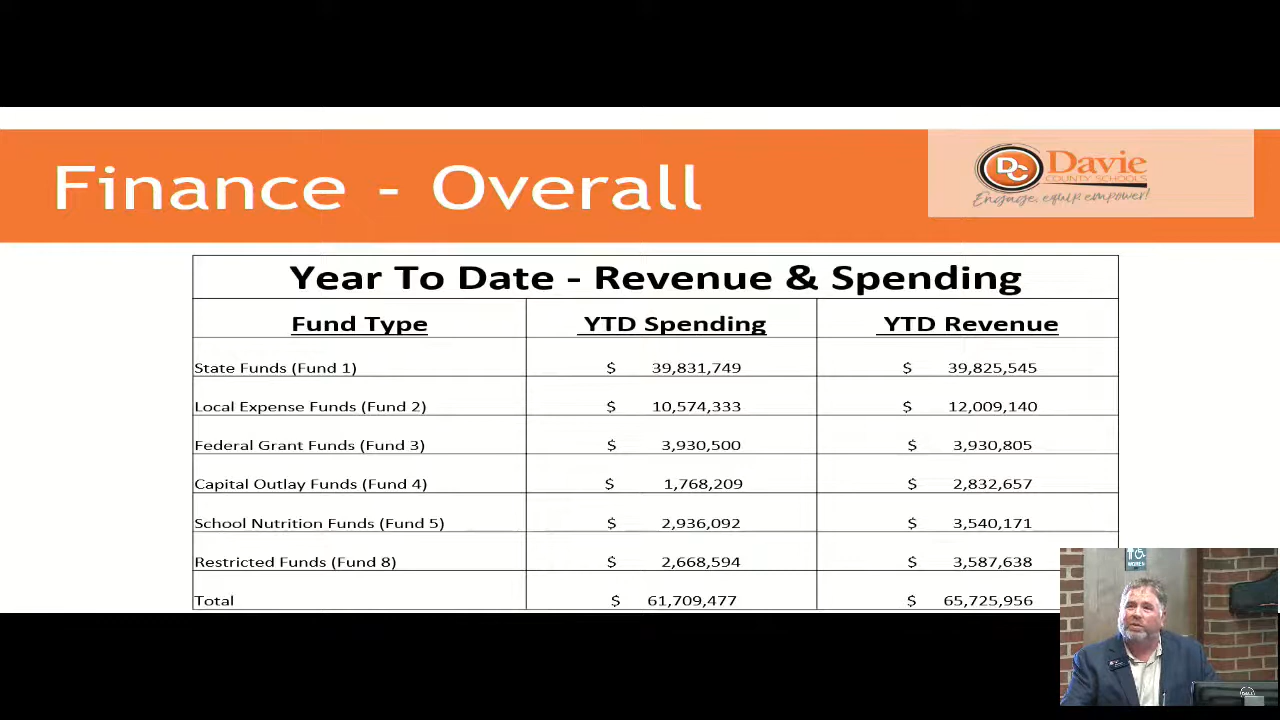 Finance - Overall
DC
Davie
COUNTY SCHOOLS
Engage, equip, empower!
Year To Date - Revenue & Spending
Fund Type YTD Spending YTD Revenue
State Funds (Fund 1) $ 39,831,749 $ 39,825,545
Local Expense Funds (Fund 2) $ 10,574,333 $ 12,009,140
Federal Grant Funds (Fund 3) $ 3,930,500 $ 3,930,805
Capital Outlay Funds (Fund 4) $ 1,768,209 $ 2,832,657
School Nutrition Funds (Fund 5) $ 2,936,092 $ 3,540,171
Restricted Funds (Fund 8) $ 2,668,594 $ 3,587,638
Total $ 61,709,477 $ 65,725,956
WOMEN